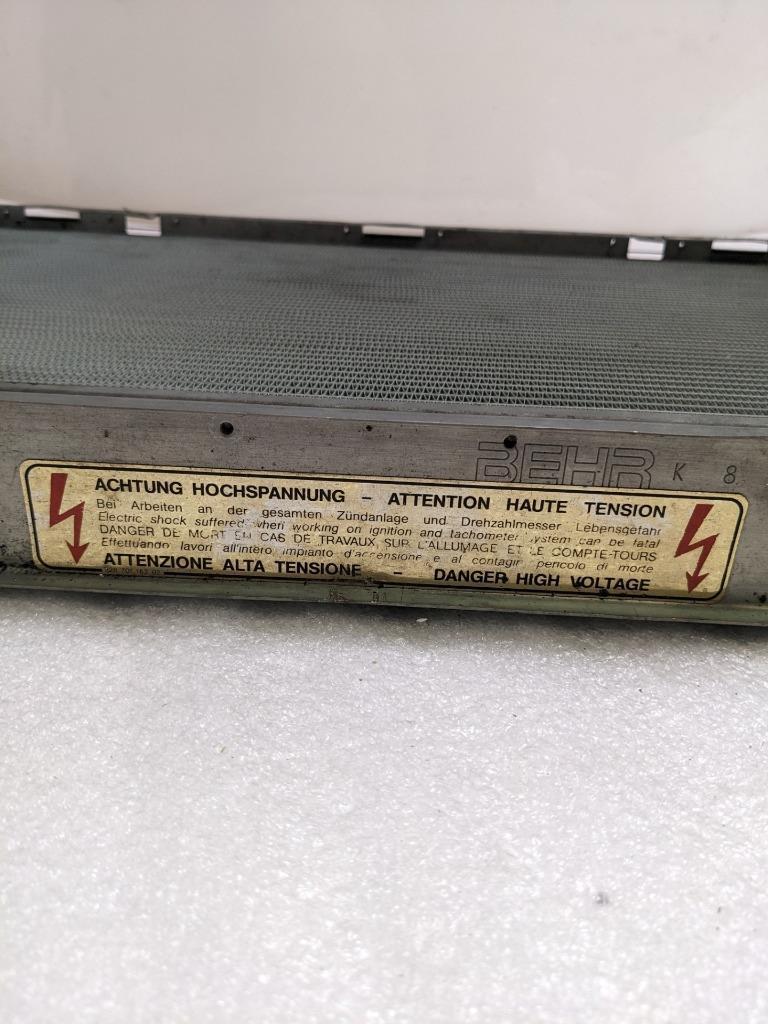 BEHR K 8
ACHTUNG HOCHSPANNUNG – ATTENTION HAUTE TENSION
Bei Arbeiten an der gesamten Zündanlage und Drehzahlmesser Lebensgefahr
Electric shock suffered when working on ignition and tachometer system can be fatal
DANGER DE MORT EN CAS DE TRAVAUX SUR L'ALLUMAGE ET LE COMPTE-TOURS
Effettuando lavori all'intero impianto d'accensione e al contagiri pericolo di morte
ATTENZIONE ALTA TENSIONE – DANGER HIGH VOLTAGE